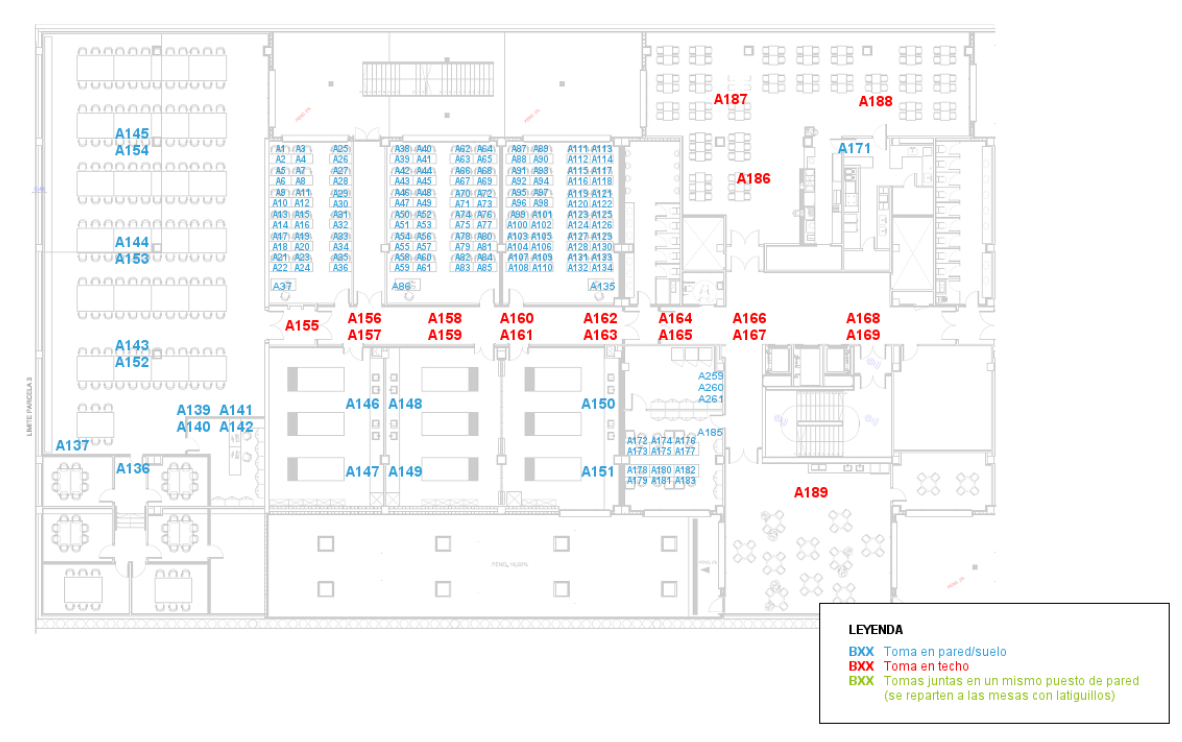 A187
A188
A145
A154
A171
A186
A1 A3 A25 A38 A40 A62 A64 A87 A89 A111 A113
A2 A4 A26 A39 A41 A63 A65 A88 A90 A112 A114
A5 A7 A27 A42 A44 A66 A68 A91 A93 A115 A117
A6 A8 A28 A43 A45 A67 A69 A92 A94 A116 A118
A9 A11 A29 A46 A48 A70 A72 A95 A97 A119 A121
A10 A12 A30 A47 A49 A71 A73 A96 A98 A120 A122
A13 A15 A31 A50 A52 A74 A76 A99 A101 A123 A125
A14 A16 A32 A51 A53 A75 A77 A100 A102 A124 A126
A17 A19 A33 A54 A56 A78 A80 A103 A105 A127 A129
A18 A20 A34 A55 A57 A79 A81 A104 A106 A128 A130
A21 A23 A35 A58 A60 A82 A84 A107 A109 A131 A133
A22 A24 A36 A59 A61 A83 A85 A108 A110 A132 A134
A37 A86 A135
A144
A153
A155
A156 A158 A160 A162 A164 A166 A168
A157 A159 A161 A163 A165 A167 A169
A143
A152
A259
A260
A261
A146 A148 A150
A139 A141
A140 A142
A185
A137
A136
A172 A174 A176
A173 A175 A177
A147 A149 A151
A178 A180 A182
A179 A181 A183
A189
LIMITE PARCELA 2
LEYENDA
BXX Toma en pared/suelo
BXX Toma en techo
BXX Tomas juntas en un mismo puesto de pared
(se reparten a las mesas con latiguillos)